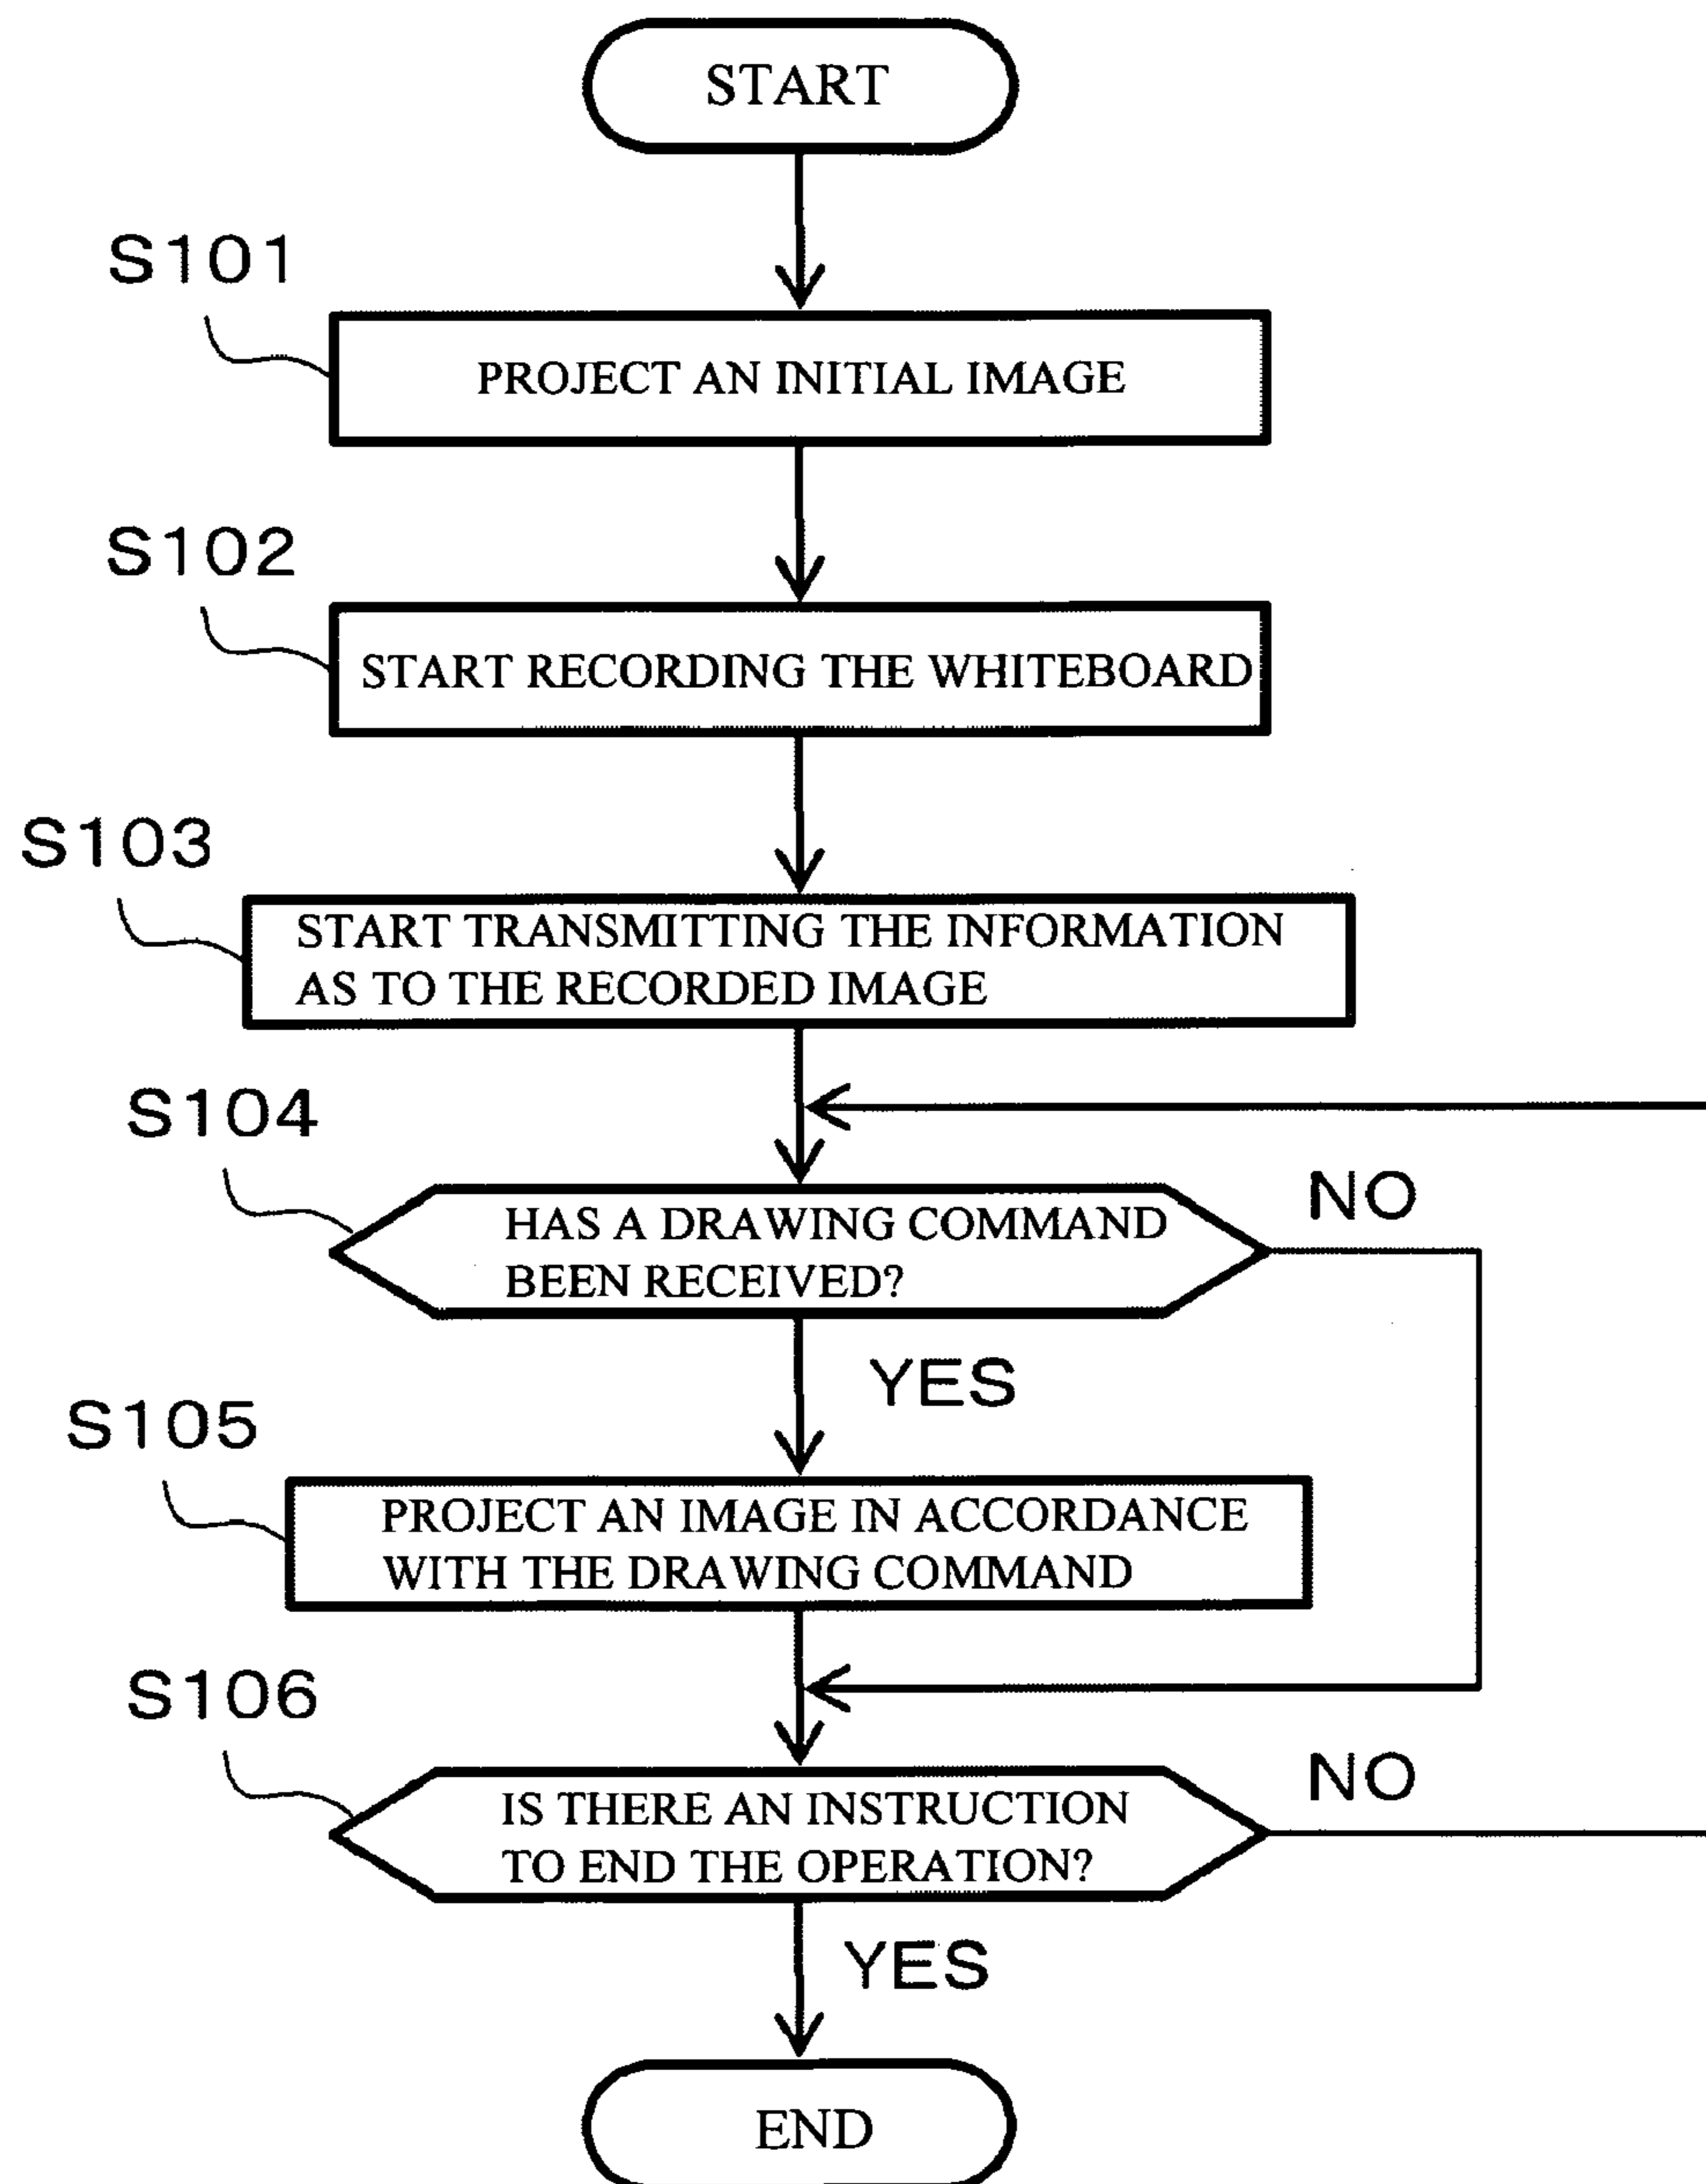 START
S101
PROJECT AN INITIAL IMAGE
S102
START RECORDING THE WHITEBOARD
S103
START TRANSMITTING THE INFORMATION
AS TO THE RECORDED IMAGE
S104
HAS A DRAWING COMMAND
BEEN RECEIVED?
NO
YES
S105
PROJECT AN IMAGE IN ACCORDANCE
WITH THE DRAWING COMMAND
S106
IS THERE AN INSTRUCTION
TO END THE OPERATION?
NO
YES
END